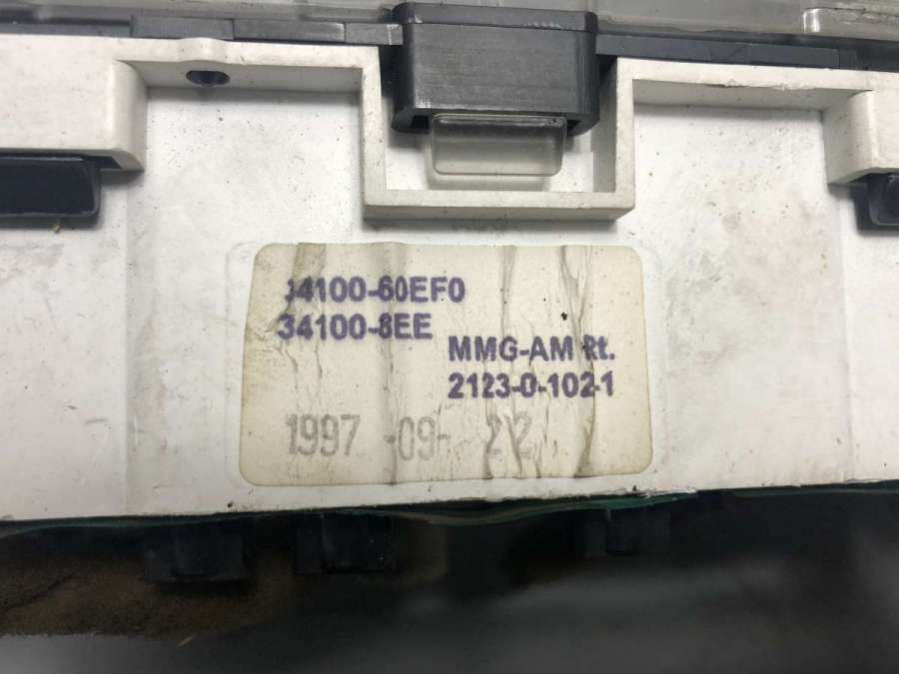 34100-60EF0
34100-8EE
MMG-AM Rt.
2123-0-102-1
1997 -09- 22